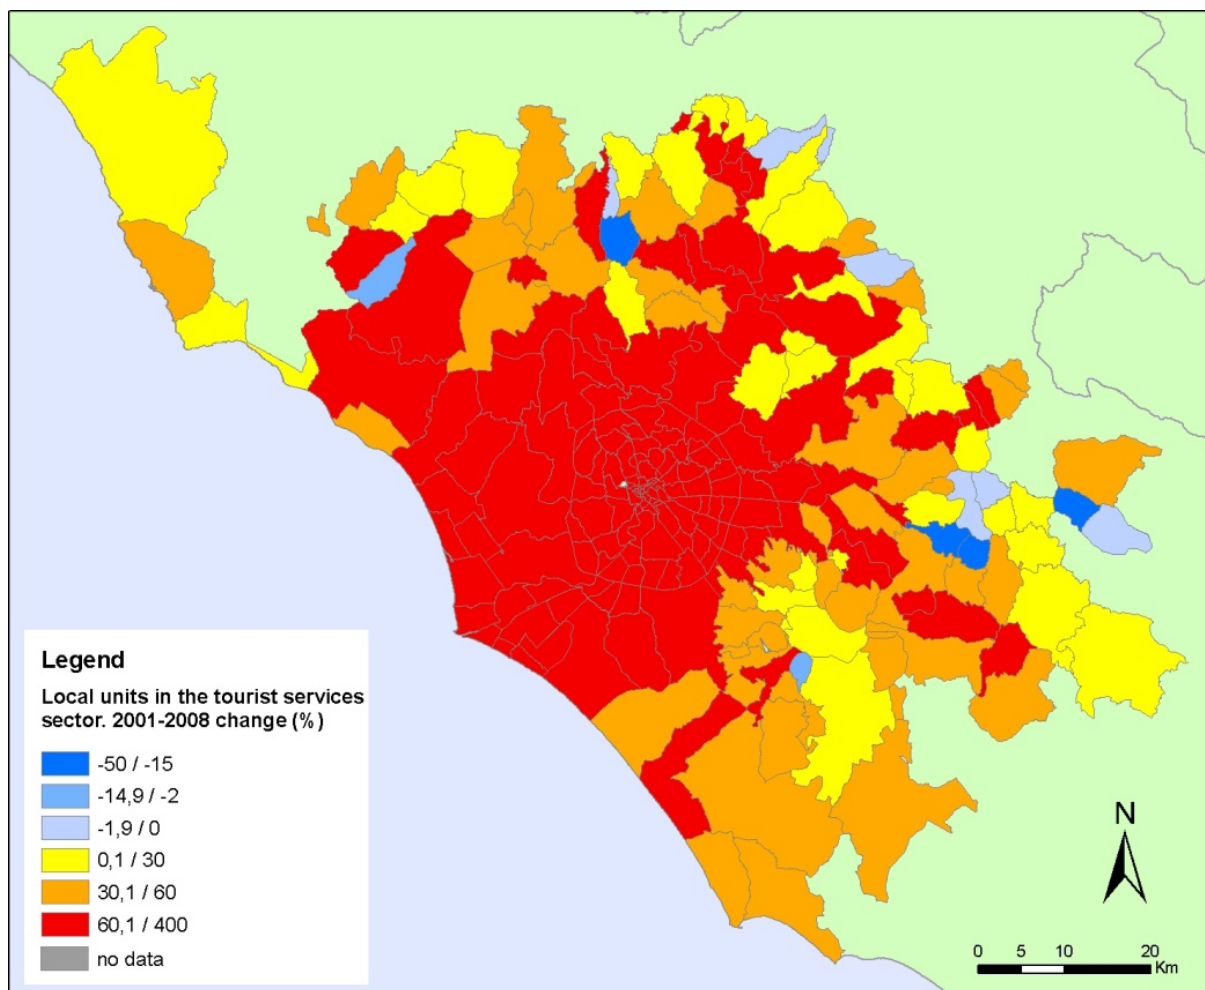 Legend
Local units in the tourist services
sector. 2001-2008 change (%)
-50 / -15
-14,9 / -2
-1,9 / 0
0,1 / 30
30,1 / 60
60,1 / 400
no data
N
0 5 10 20
Km